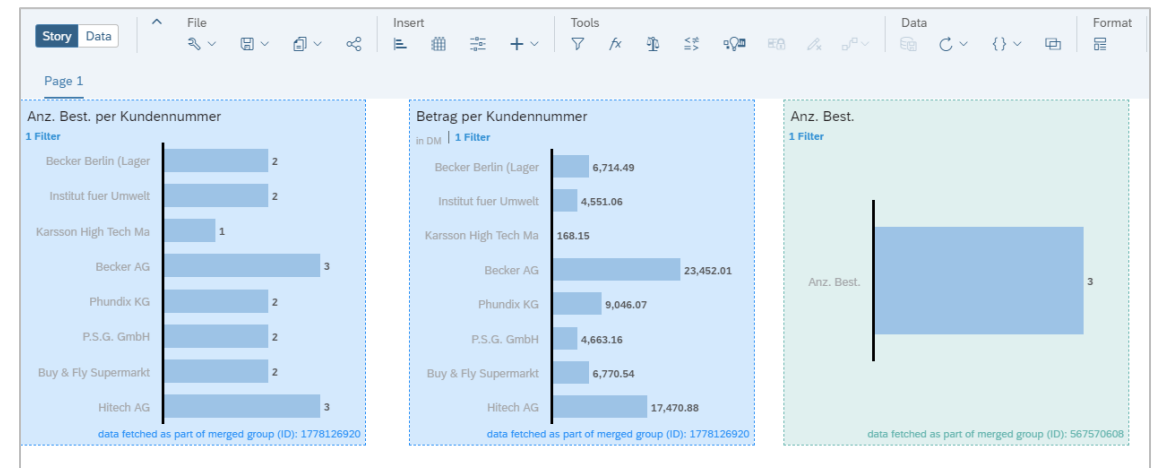 File Insert Tools Data Format
Story Data
Page 1
Anz. Best. per Kundennummer
1 Filter
Becker Berlin (Lager 2
Institut fuer Umwelt 2
Karsson High Tech Ma 1
Becker AG 3
Phundix KG 2
P.S.G. GmbH 2
Buy & Fly Supermarkt 2
Hitech AG 3
data fetched as part of merged group (ID): 1778126920
Betrag per Kundennummer
in DM | 1 Filter
Becker Berlin (Lager 6,714.49
Institut fuer Umwelt 4,551.06
Karsson High Tech Ma 168.15
Becker AG 23,452.01
Phundix KG 9,046.07
P.S.G. GmbH 4,663.16
Buy & Fly Supermarkt 6,770.54
Hitech AG 17,470.88
data fetched as part of merged group (ID): 1778126920
Anz. Best.
1 Filter
Anz. Best. 3
data fetched as part of merged group (ID): 567570608